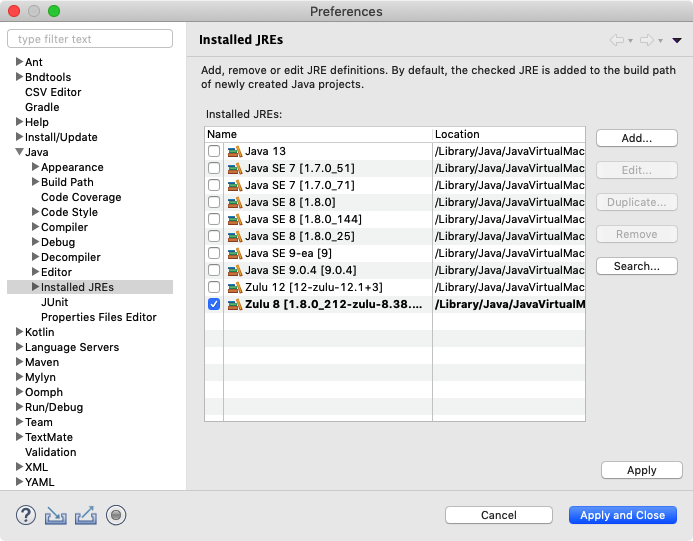 Preferences
type filter text
Ant
Bndtools
CSV Editor
Gradle
Help
Install/Update
Java
Appearance
Build Path
Code Coverage
Code Style
Compiler
Debug
Decompiler
Editor
Installed JREs
JUnit
Properties Files Editor
Kotlin
Language Servers
Maven
Mylyn
Oomph
Run/Debug
Team
TextMate
Validation
XML
YAML
Installed JREs
Add, remove or edit JRE definitions. By default, the checked JRE is added to the build path
of newly created Java projects.
Installed JREs:
Name Location
Java 13 /Library/Java/JavaVirtualMac
Java SE 7 [1.7.0_51] /Library/Java/JavaVirtualMac
Java SE 7 [1.7.0_71] /Library/Java/JavaVirtualMac
Java SE 8 [1.8.0] /Library/Java/JavaVirtualMac
Java SE 8 [1.8.0_144] /Library/Java/JavaVirtualMac
Java SE 8 [1.8.0_25] /Library/Java/JavaVirtualMac
Java SE 9-ea [9] /Library/Java/JavaVirtualMac
Java SE 9.0.4 [9.0.4] /Library/Java/JavaVirtualMac
Zulu 12 [12-zulu-12.1+3] /Library/Java/JavaVirtualMac
Zulu 8 [1.8.0_212-zulu-8.38.... /Library/Java/JavaVirtualM
Add...
Edit...
Duplicate...
Remove
Search...
Apply
?
Cancel
Apply and Close